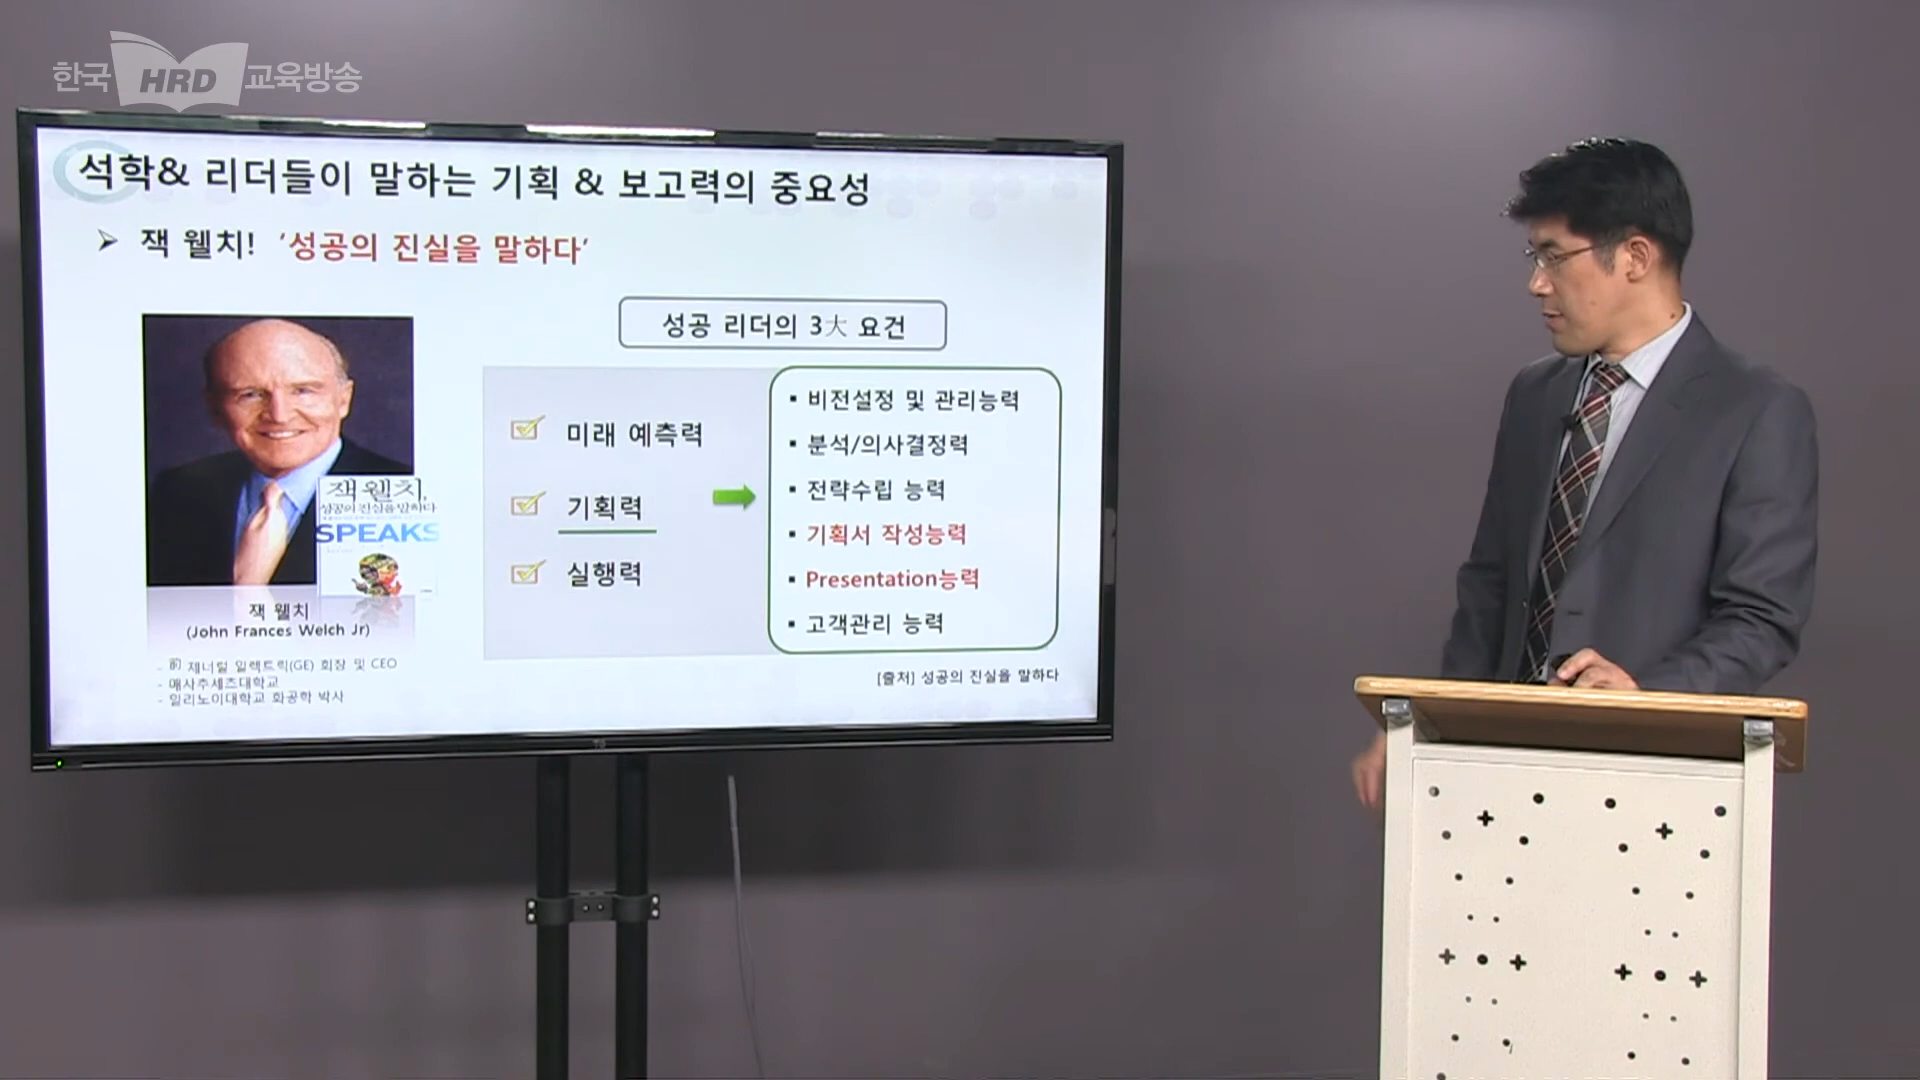 한국 HRD 교육방송
석학& 리더들이 말하는 기획 & 보고력의 중요성
➢ 잭 웰치! '성공의 진실을 말하다'
성공 리더의 3大 요건
미래 예측력
기획력
실행력
▪ 비전설정 및 관리능력
▪ 분석/의사결정력
▪ 전략수립 능력
▪ 기획서 작성능력
▪ Presentation능력
▪ 고객관리 능력
잭 웰치,
성공의 진실을 말하다
SPEAKS
잭 웰치
(John Frances Welch Jr)
- 前 제너럴 일렉트릭(GE) 회장 및 CEO
- 매사추세츠대학교
- 일리노이대학교 화공학 박사
[출처] 성공의 진실을 말하다